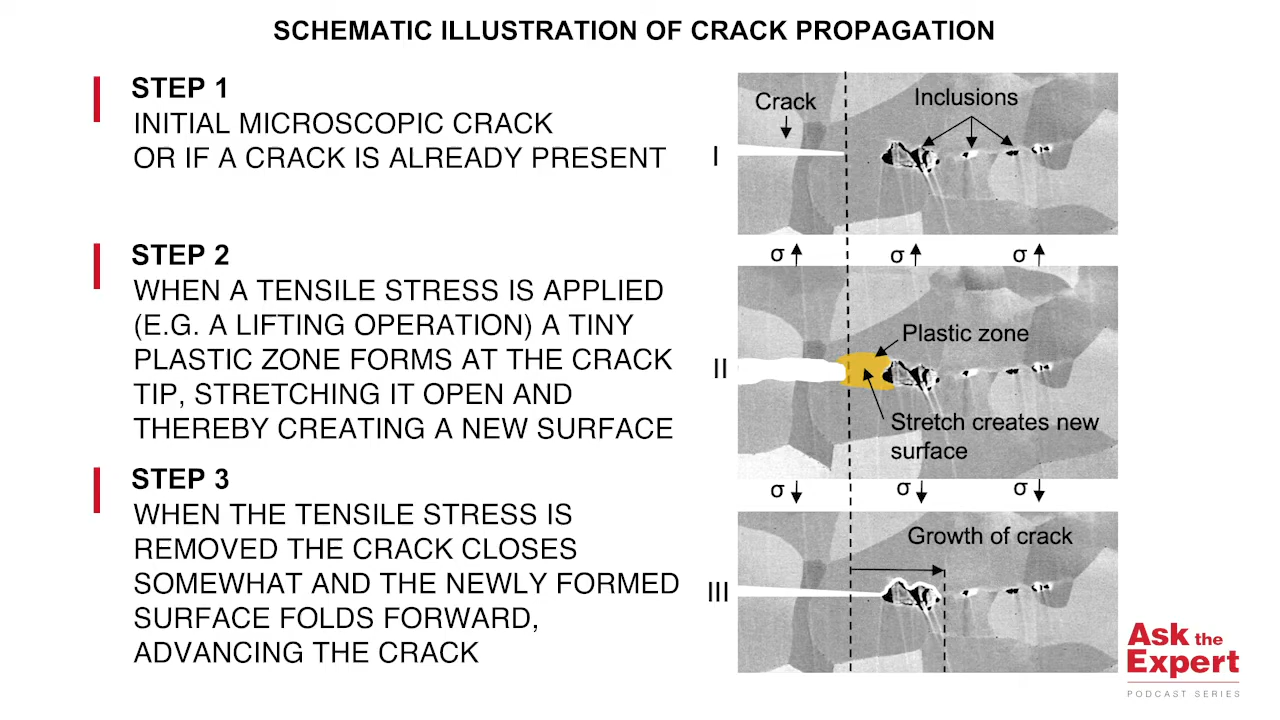 SCHEMATIC ILLUSTRATION OF CRACK PROPAGATION
STEP 1
INITIAL MICROSCOPIC CRACK
OR IF A CRACK IS ALREADY PRESENT
STEP 2
WHEN A TENSILE STRESS IS APPLIED
(E.G. A LIFTING OPERATION) A TINY
PLASTIC ZONE FORMS AT THE CRACK
TIP, STRETCHING IT OPEN AND
THEREBY CREATING A NEW SURFACE
STEP 3
WHEN THE TENSILE STRESS IS
REMOVED THE CRACK CLOSES
SOMEWHAT AND THE NEWLY FORMED
SURFACE FOLDS FORWARD,
ADVANCING THE CRACK
I
Crack
Inclusions
σ
σ
σ
II
Plastic zone
Stretch creates new
surface
σ
σ
σ
III
Growth of crack
Ask the
Expert
PODCAST SERIES